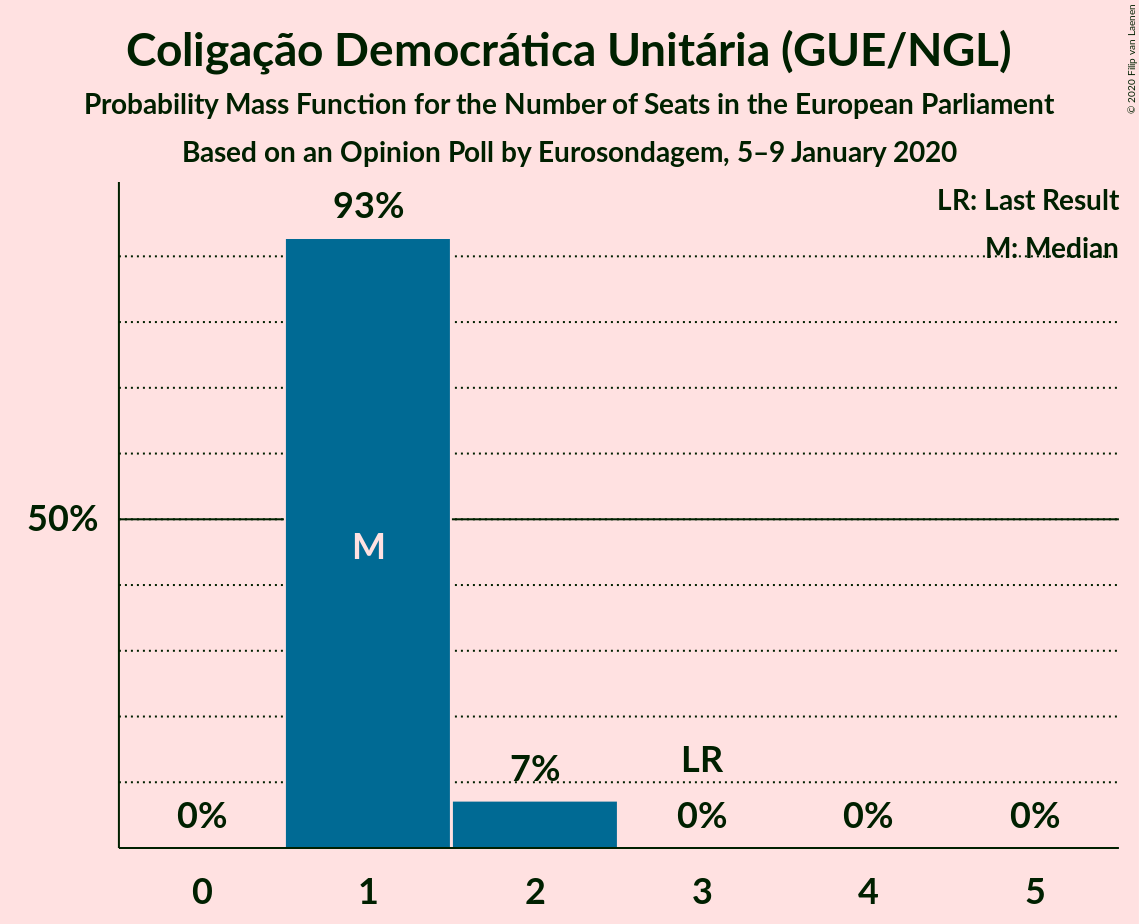 Coligação Democrática Unitária (GUE/NGL)
Probability Mass Function for the Number of Seats in the European Parliament
Based on an Opinion Poll by Eurosondagem, 5–9 January 2020
© 2020 Filip van Laenen
LR: Last Result
M: Median
93%
50%
M
7%
LR
0%
0%
0%
0%
0 1 2 3 4 5